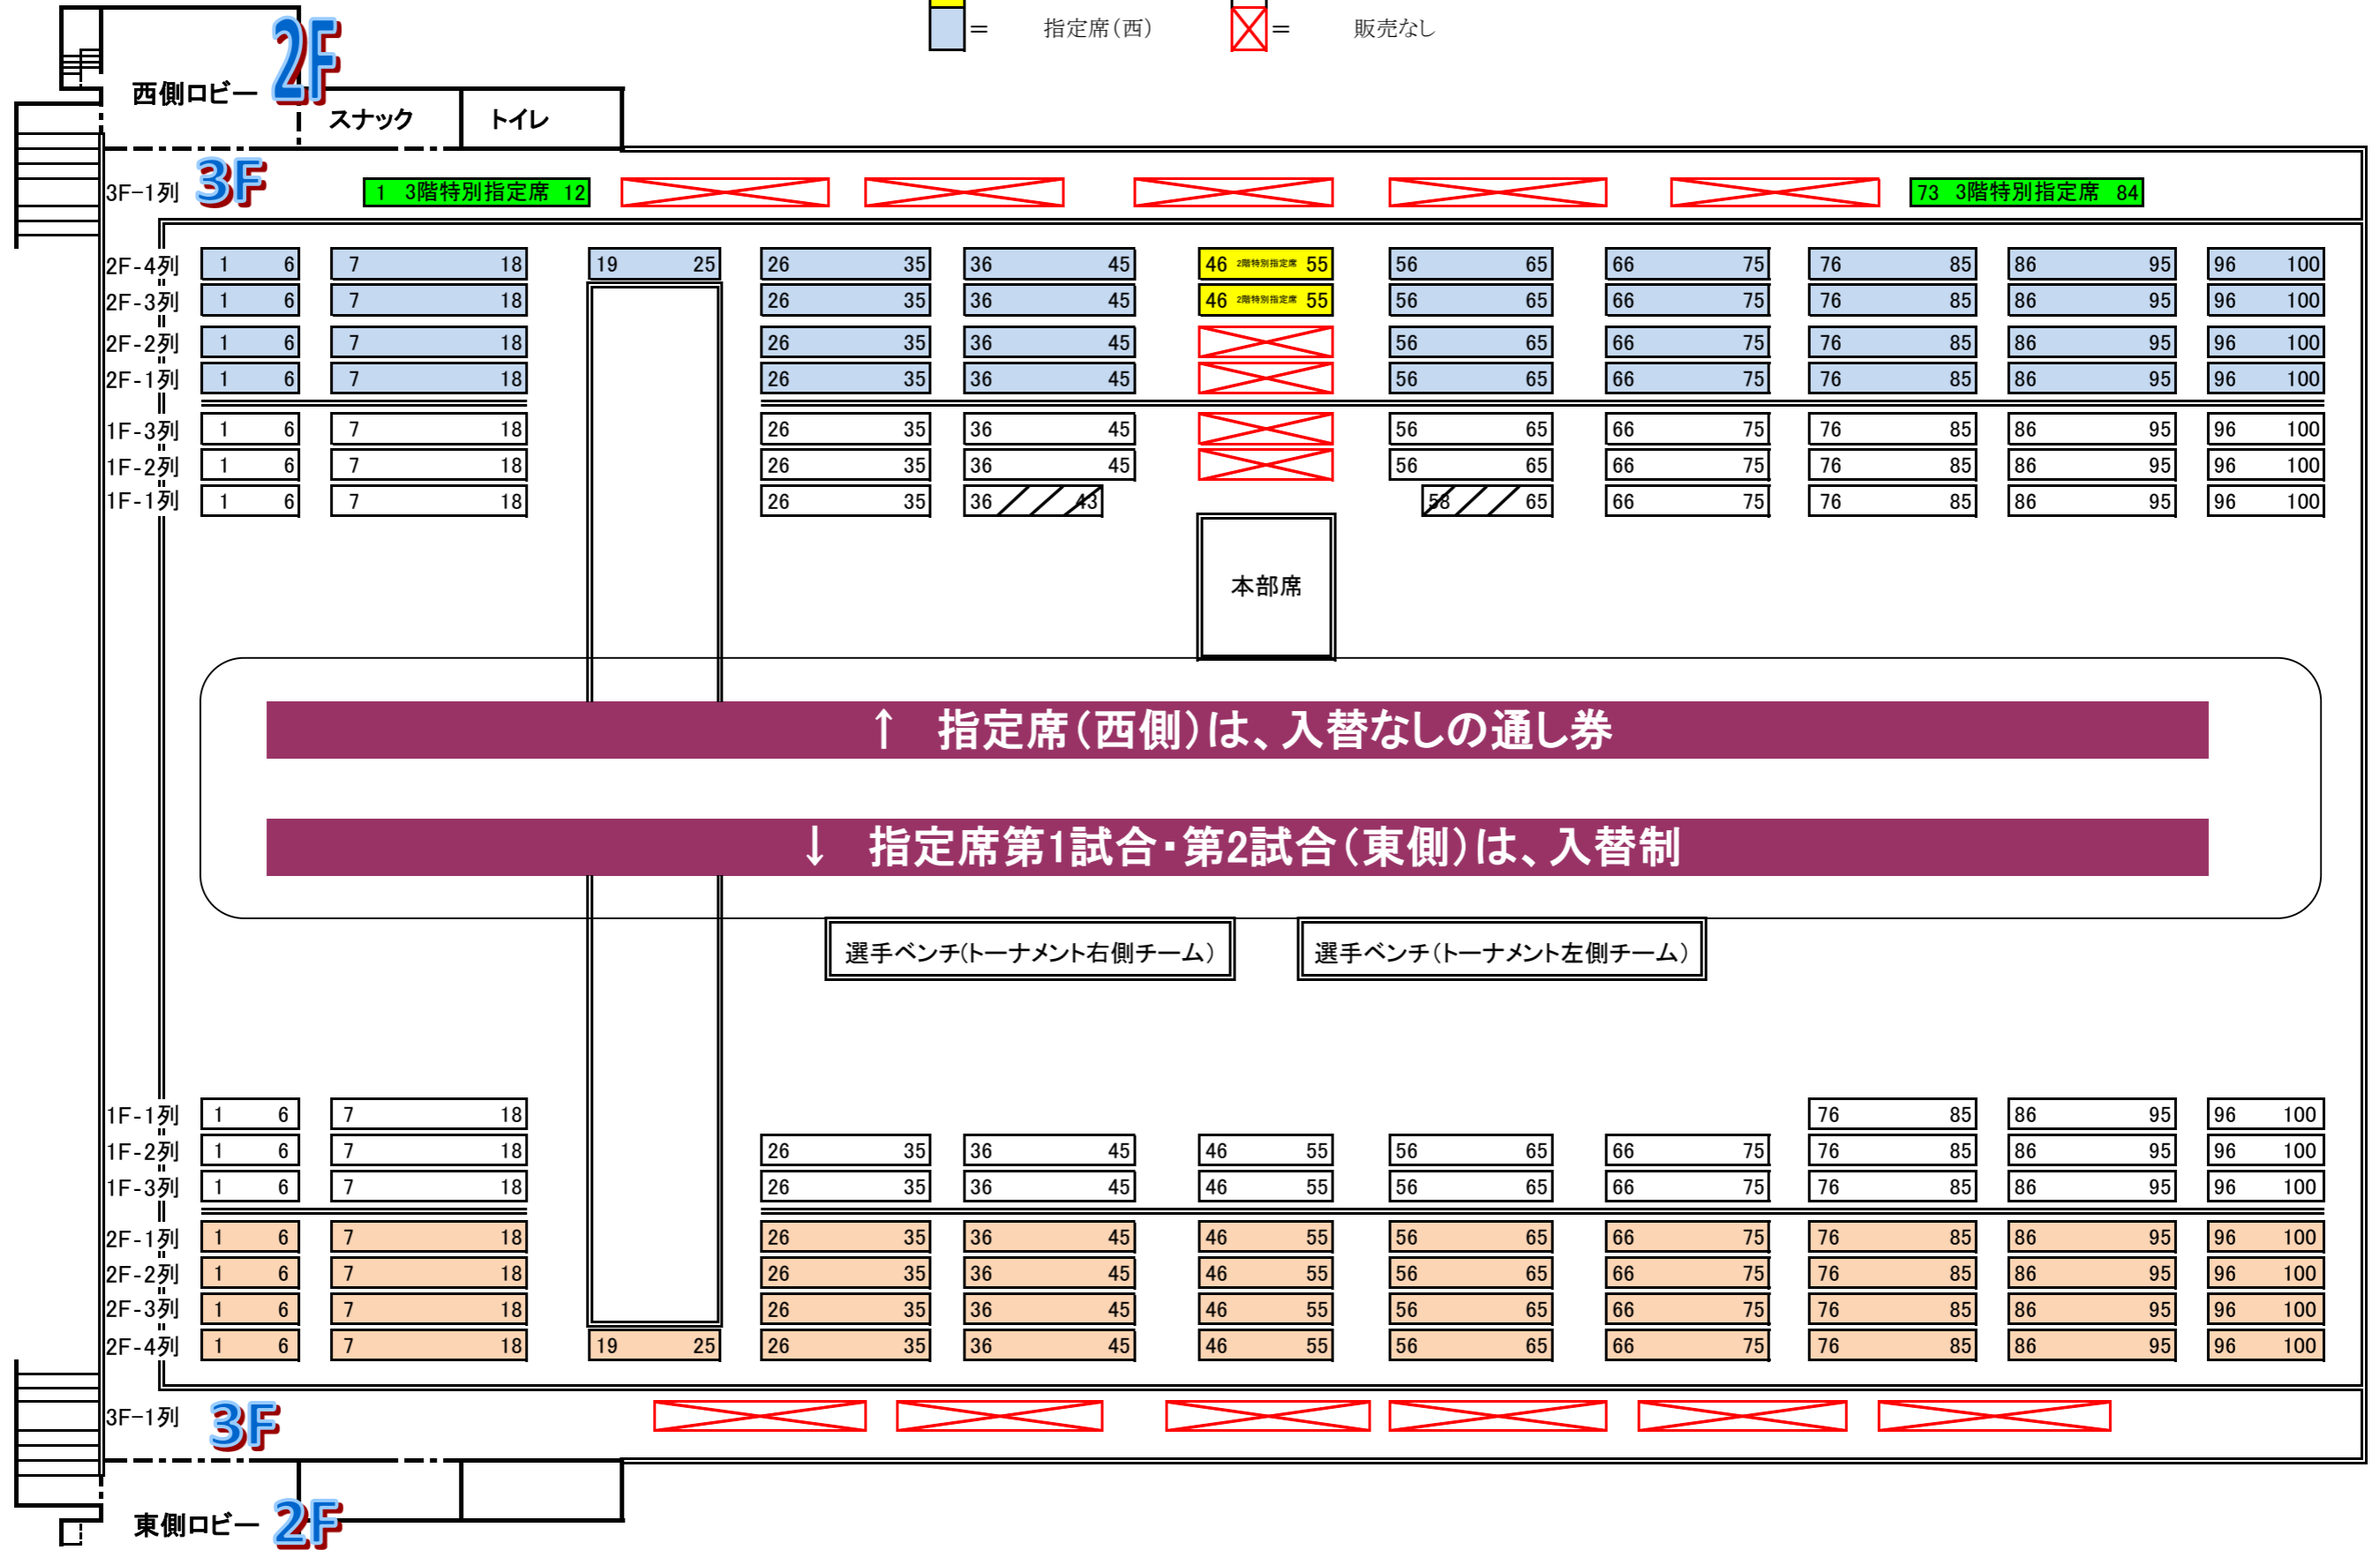 = 指定席(西) = 販売なし
2F
西側ロビー
スナック トイレ
3F-1列 3F 1 3階特別指定席 12 73 3階特別指定席 84
2F-4列 1 6 7 18 19 25 26 35 36 45 46 2階特別指定席 55 56 65 66 75 76 85 86 95 96 100
2F-3列 1 6 7 18 26 35 36 45 46 2階特別指定席 55 56 65 66 75 76 85 86 95 96 100
2F-2列 1 6 7 18 26 35 36 45 56 65 66 75 76 85 86 95 96 100
2F-1列 1 6 7 18 26 35 36 45 56 65 66 75 76 85 86 95 96 100
1F-3列 1 6 7 18 26 35 36 45 56 65 66 75 76 85 86 95 96 100
1F-2列 1 6 7 18 26 35 36 45 56 65 66 75 76 85 86 95 96 100
1F-1列 1 6 7 18 26 35 36 43 58 65 66 75 76 85 86 95 96 100
本部席
↑ 指定席(西側)は、入替なしの通し券
↓ 指定席第1試合・第2試合(東側)は、入替制
選手ベンチ(トーナメント右側チーム) 選手ベンチ(トーナメント左側チーム)
1F-1列 1 6 7 18 76 85 86 95 96 100
1F-2列 1 6 7 18 26 35 36 45 46 55 56 65 66 75 76 85 86 95 96 100
1F-3列 1 6 7 18 26 35 36 45 46 55 56 65 66 75 76 85 86 95 96 100
2F-1列 1 6 7 18 26 35 36 45 46 55 56 65 66 75 76 85 86 95 96 100
2F-2列 1 6 7 18 26 35 36 45 46 55 56 65 66 75 76 85 86 95 96 100
2F-3列 1 6 7 18 26 35 36 45 46 55 56 65 66 75 76 85 86 95 96 100
2F-4列 1 6 7 18 19 25 26 35 36 45 46 55 56 65 66 75 76 85 86 95 96 100
3F-1列 3F
東側ロビー 2F